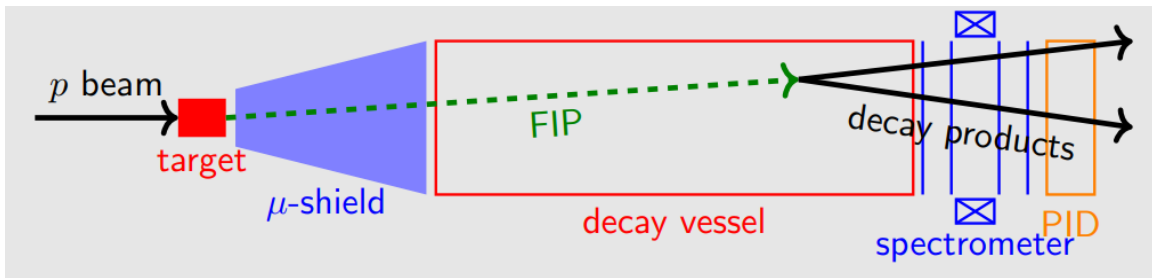 p beam
target
μ-shield
FIP
decay vessel
decay products
spectrometer
PID